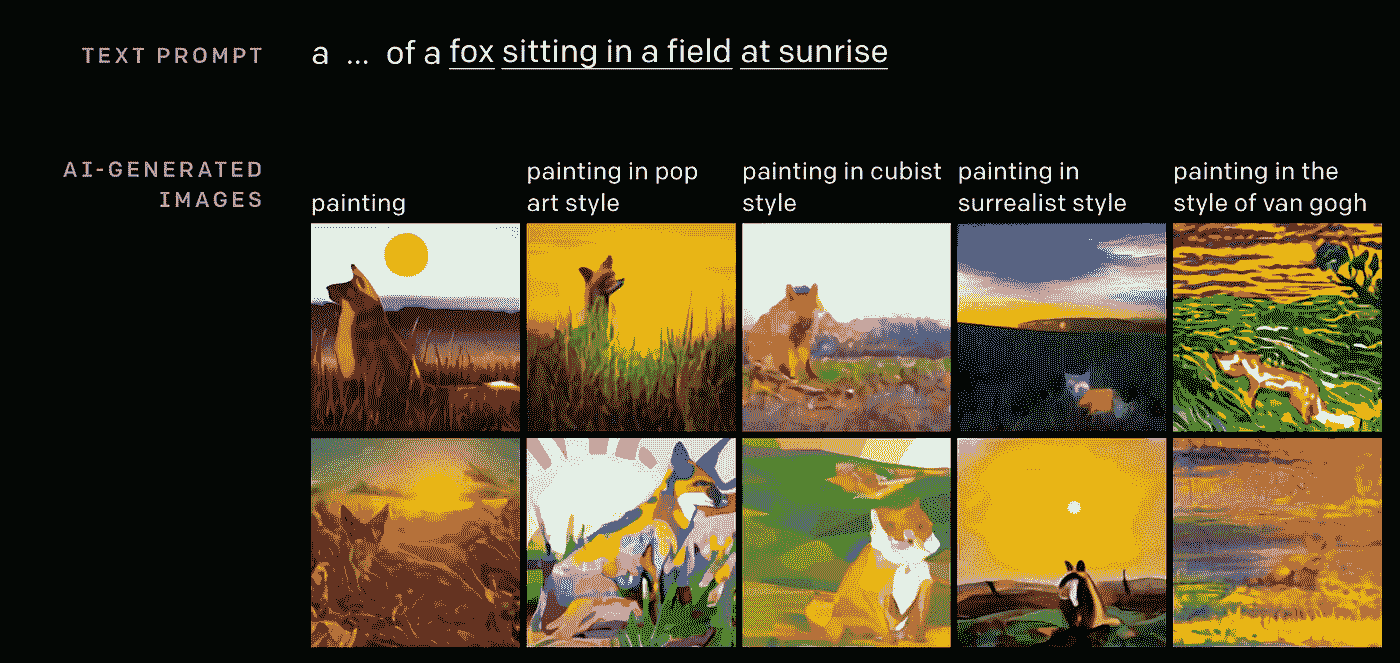 TEXT PROMPT
a ... of a fox sitting in a field at sunrise
AI-GENERATED
IMAGES
painting
painting in pop
art style
painting in cubist
style
painting in
surrealist style
painting in the
style of van gogh